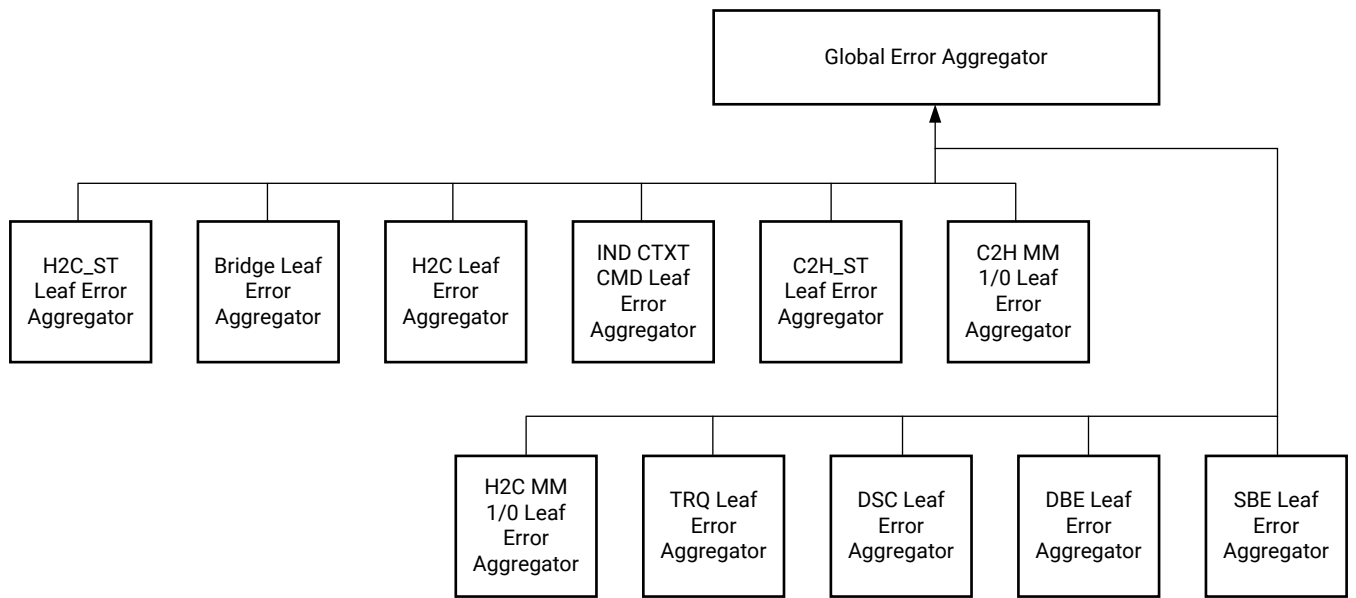 Global Error Aggregator
H2C_ST
Leaf Error
Aggregator
Bridge Leaf
Error
Aggregator
H2C Leaf
Error
Aggregator
IND CTXT
CMD Leaf
Error
Aggregator
C2H_ST
Leaf Error
Aggregator
C2H MM
1/0 Leaf
Error
Aggregator
H2C MM
1/0 Leaf
Error
Aggregator
TRQ Leaf
Error
Aggregator
DSC Leaf
Error
Aggregator
DBE Leaf
Error
Aggregator
SBE Leaf
Error
Aggregator